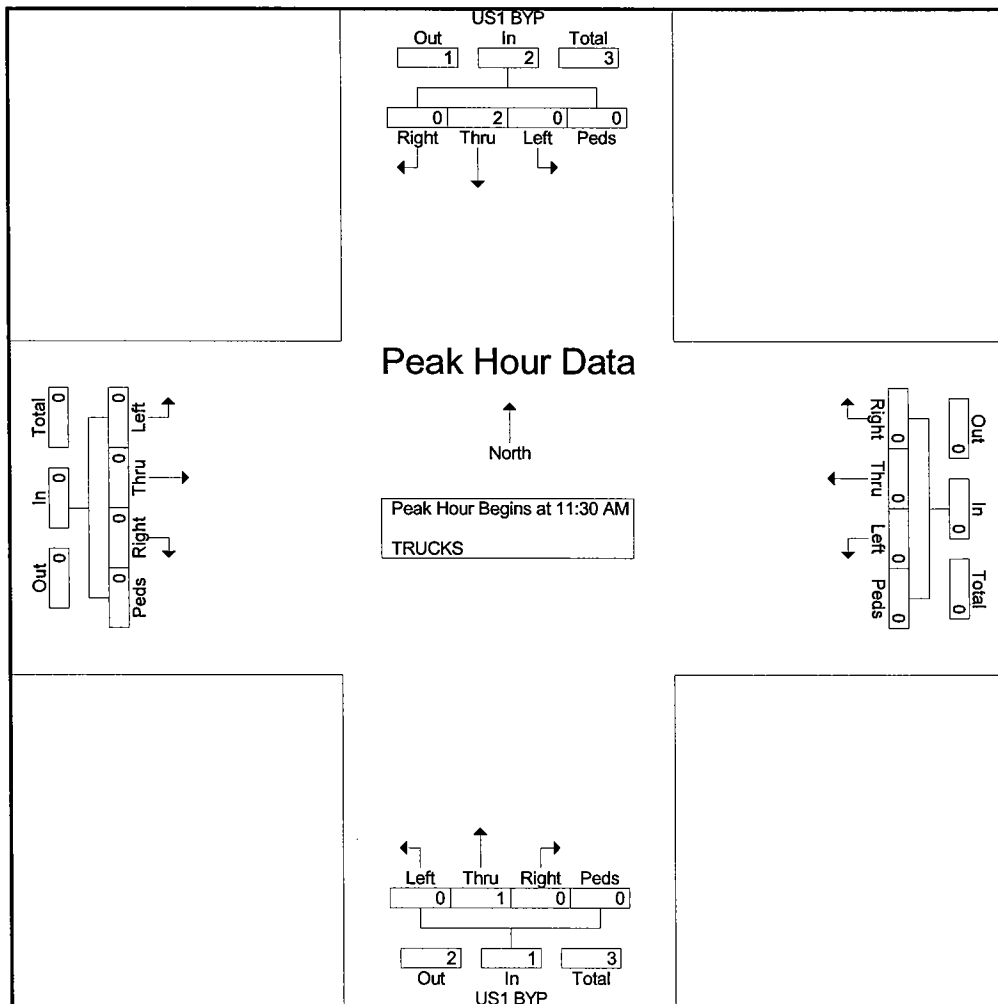 US1 BYP
Out In Total
1 2 3
0 2 0 0
Right Thru Left Peds
Peak Hour Data
North
Peak Hour Begins at 11:30 AM
TRUCKS
Total In Out
0 0 0
0 0 0 0
Left Thru Right Peds
Right Thru Left Peds
0 0 0 0
Out In Total
0 0 0
Left Thru Right Peds
0 1 0 0
2 1 3
Out In Total
US1 BYP